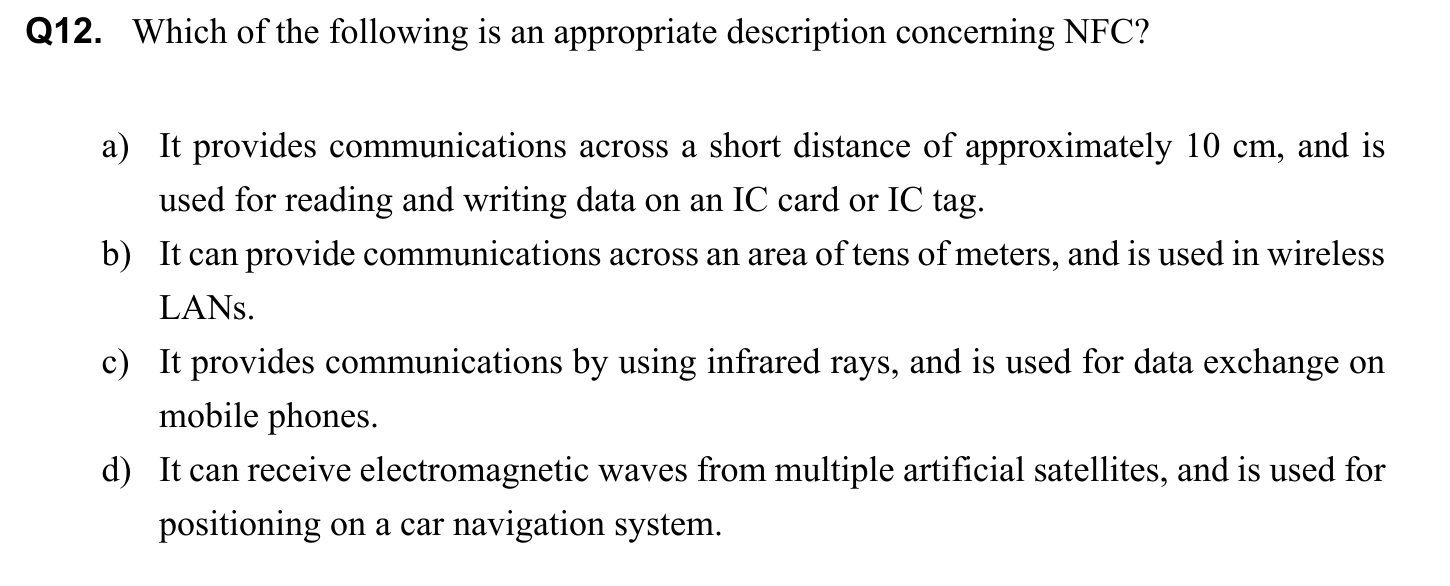 Q12. Which of the following is an appropriate description concerning NFC?
a) It provides communications across a short distance of approximately 10 cm, and is
used for reading and writing data on an IC card or IC tag.
b) It can provide communications across an area of tens of meters, and is used in wireless
LANs.
c) It provides communications by using infrared rays, and is used for data exchange on
mobile phones.
d) It can receive electromagnetic waves from multiple artificial satellites, and is used for
positioning on a car navigation system.